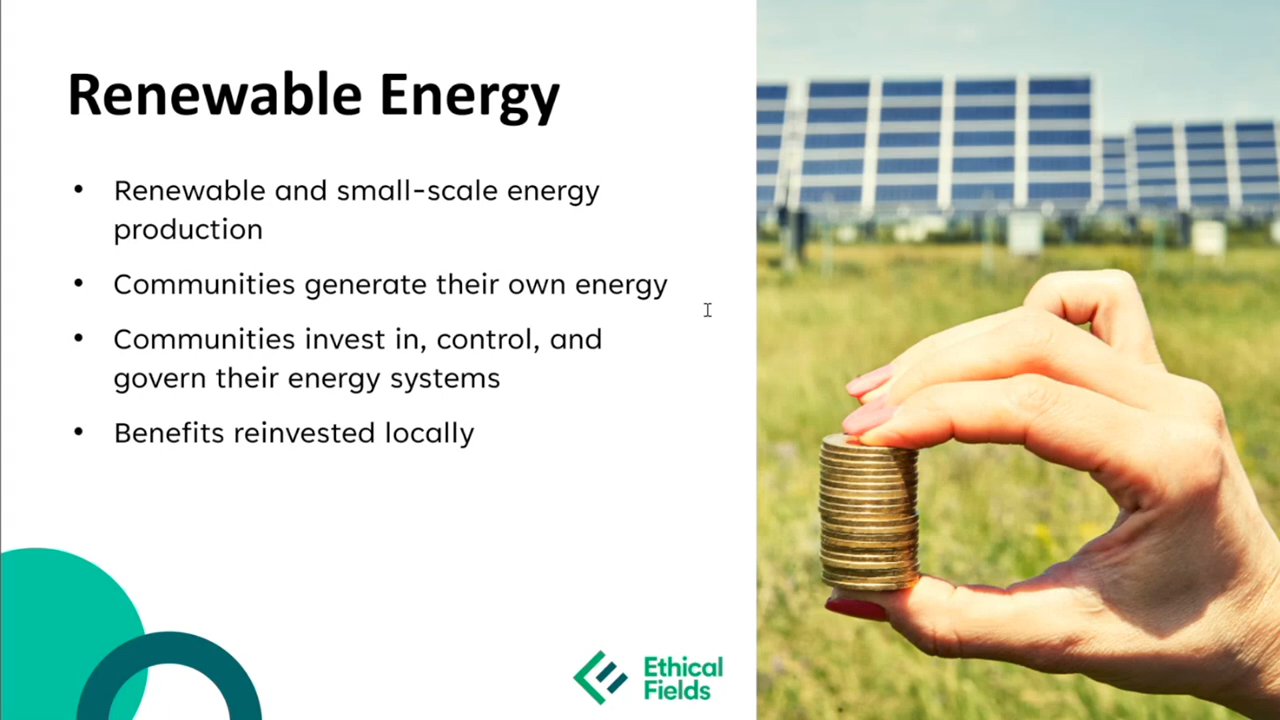 Renewable Energy
• Renewable and small-scale energy
production
• Communities generate their own energy
• Communities invest in, control, and
govern their energy systems
• Benefits reinvested locally
Ethical
Fields